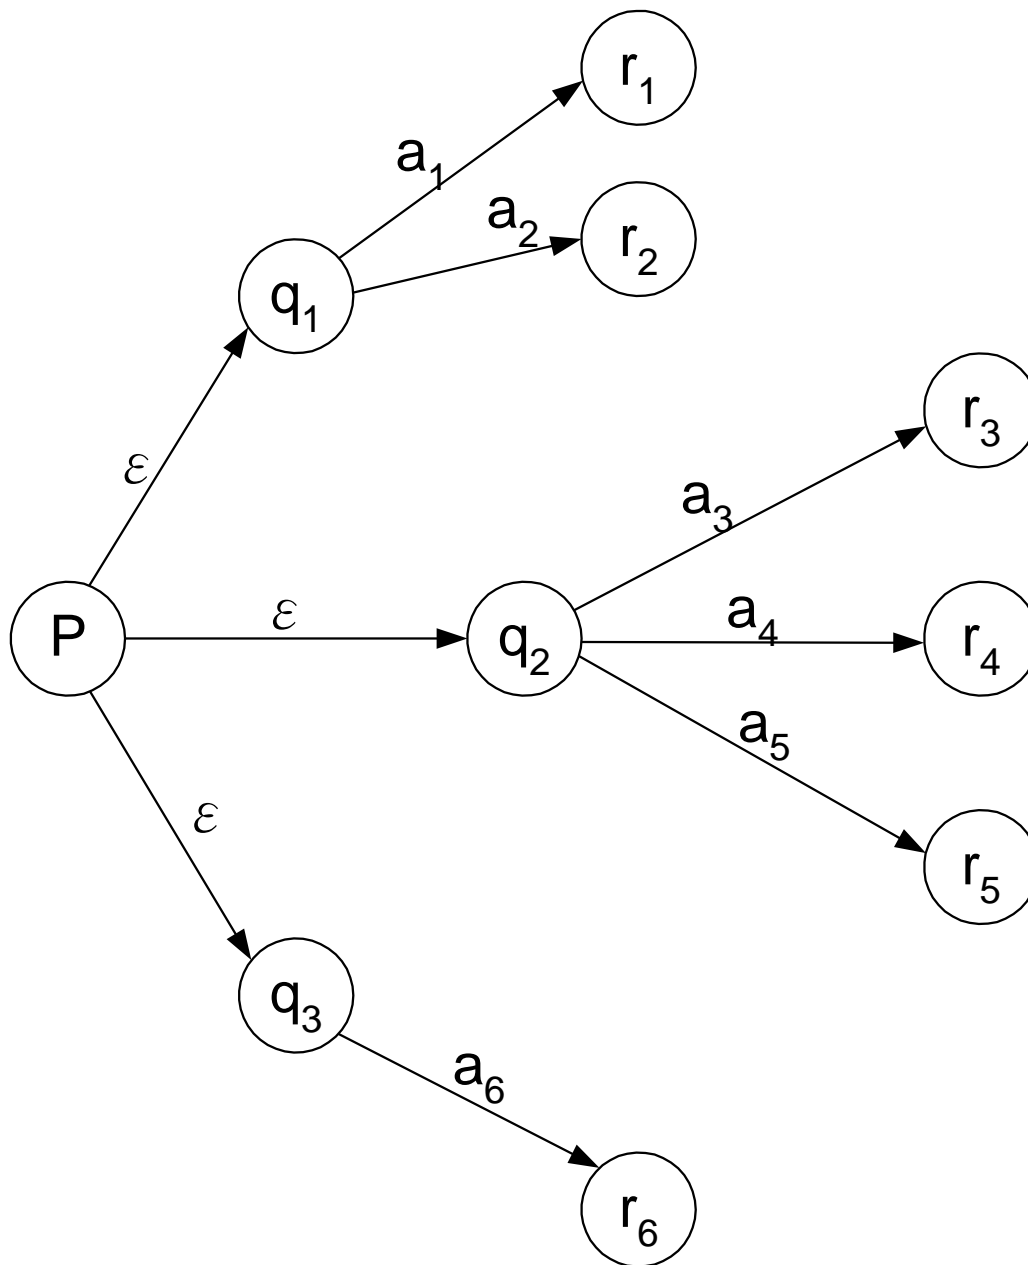 r₁
a₁
a₂
r₂
q₁
r₃
ε
a₃
a₄
ε
P
q₂
r₄
a₅
ε
r₅
q₃
a₆
r₆